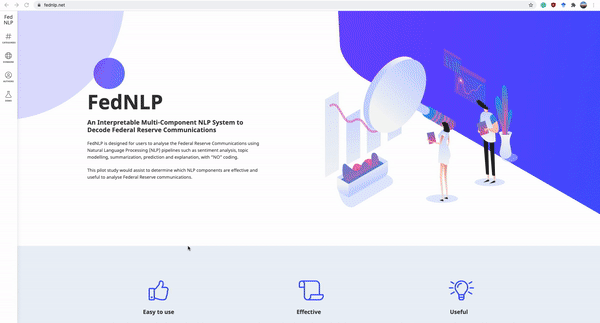 fednlp.net
Fed
NLP
FedNLP
An Interpretable Multi-Component NLP System to
Decode Federal Reserve Communications
FedNLP is designed for users to analyse the Federal Reserve Communications using
Natural Language Processing (NLP) pipelines such as sentiment analysis, topic
modelling, summarization, prediction and explanation, with "NO" coding.
This pilot study would assist to determine which NLP components are effective and
useful to analyse Federal Reserve communications.
Easy to use
Effective
Useful